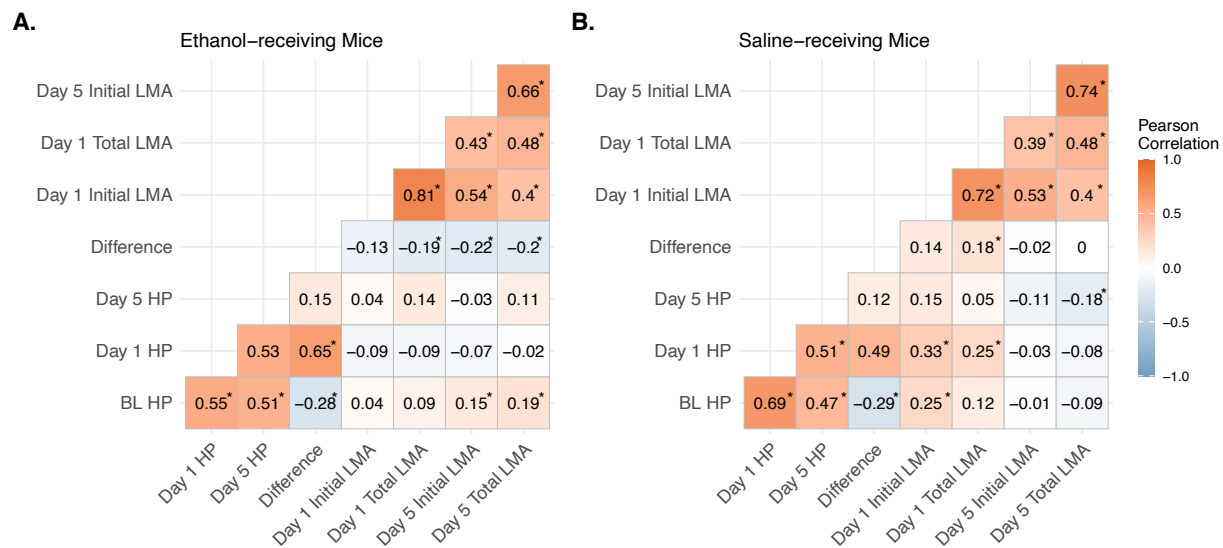 A.
Ethanol−receiving Mice
Day 5 Initial LMA
0.66*
Day 1 Total LMA
0.43* 0.48*
Day 1 Initial LMA
0.81* 0.54* 0.4*
Difference
−0.13 −0.19* −0.22* −0.2*
Day 5 HP
0.15 0.04 0.14 −0.03 0.11
Day 1 HP
0.53 0.65* −0.09 −0.09 −0.07 −0.02
BL HP
0.55* 0.51* −0.28* 0.04 0.09 0.15* 0.19*
Day 1 HP
Day 5 HP
Difference
Day 1 Initial LMA
Day 1 Total LMA
Day 5 Initial LMA
Day 5 Total LMA
B.
Saline−receiving Mice
Day 5 Initial LMA
0.74*
Day 1 Total LMA
0.39* 0.48*
Day 1 Initial LMA
0.72* 0.53* 0.4*
Difference
0.14 0.18* −0.02 0
Day 5 HP
0.12 0.15 0.05 −0.11 −0.18*
Day 1 HP
0.51* 0.49 0.33* 0.25* −0.03 −0.08
BL HP
0.69* 0.47* −0.29* 0.25* 0.12 −0.01 −0.09
Day 1 HP
Day 5 HP
Difference
Day 1 Initial LMA
Day 1 Total LMA
Day 5 Initial LMA
Day 5 Total LMA
Pearson
Correlation
1.0
0.5
0.0
−0.5
−1.0